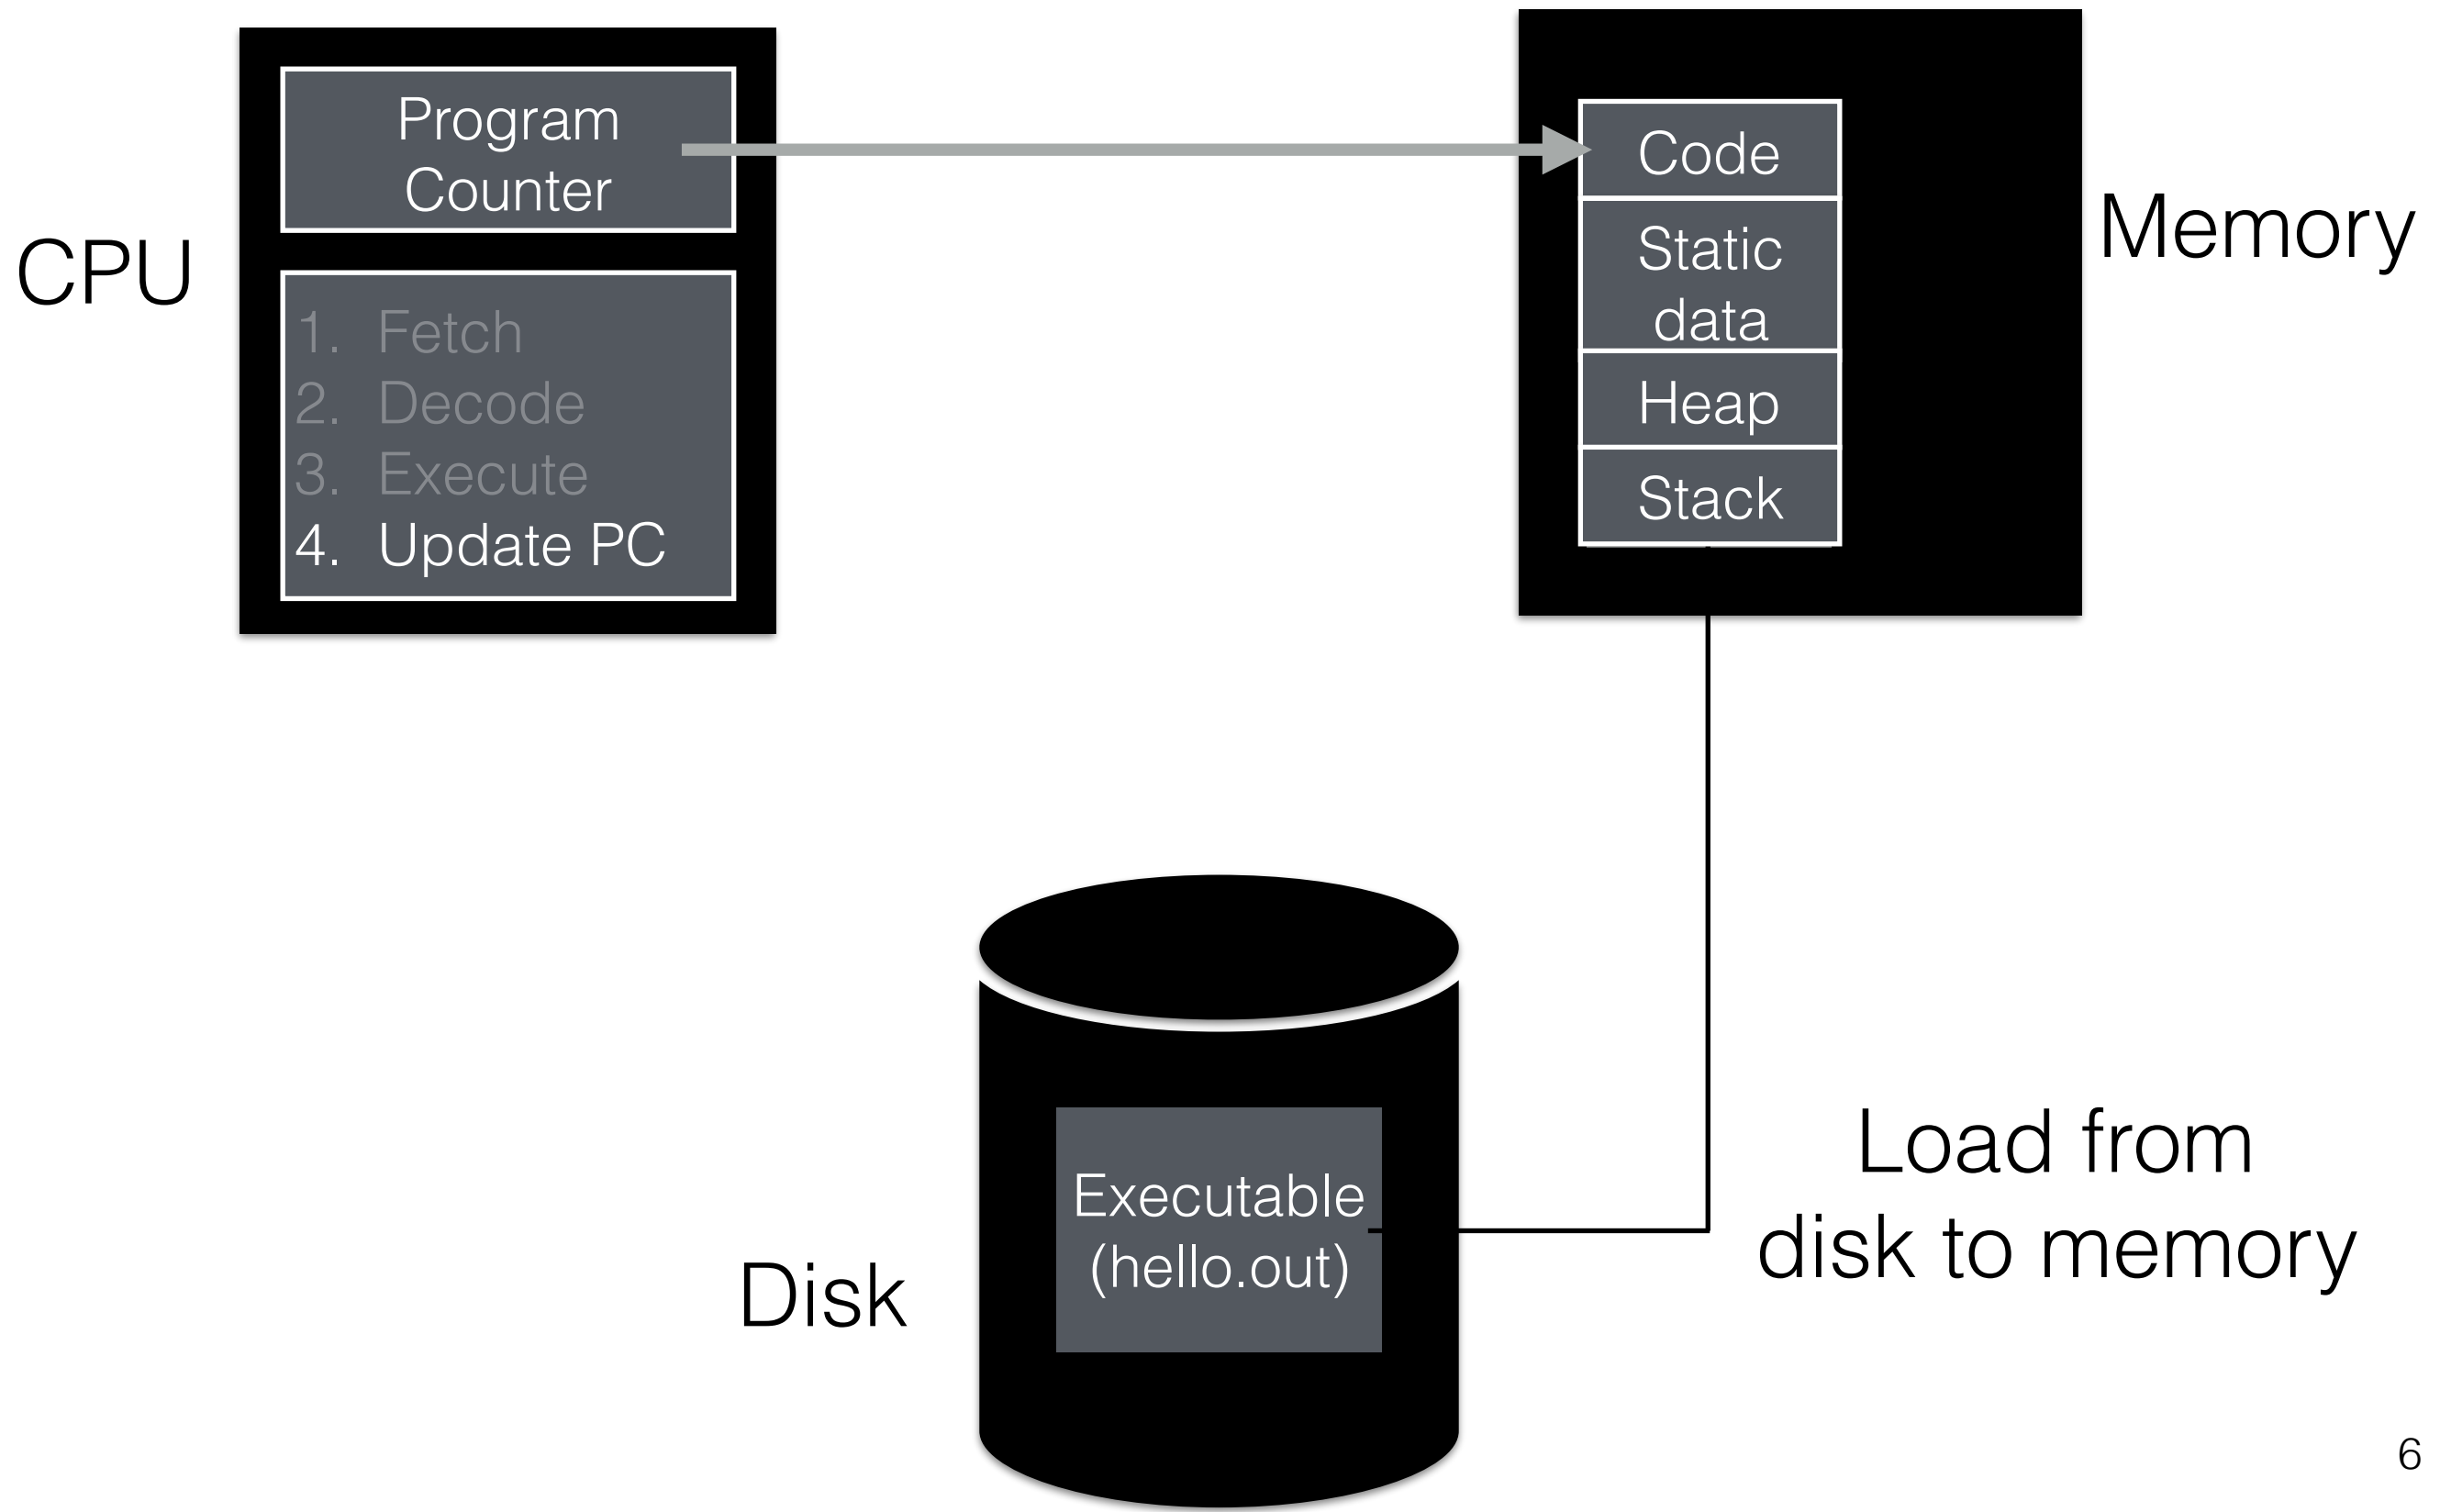 CPU
Program
Counter
1. Fetch
2. Decode
3. Execute
4. Update PC
Code
Static
data
Heap
Stack
Memory
Disk
Executable
(hello.out)
Load from
disk to memory
6